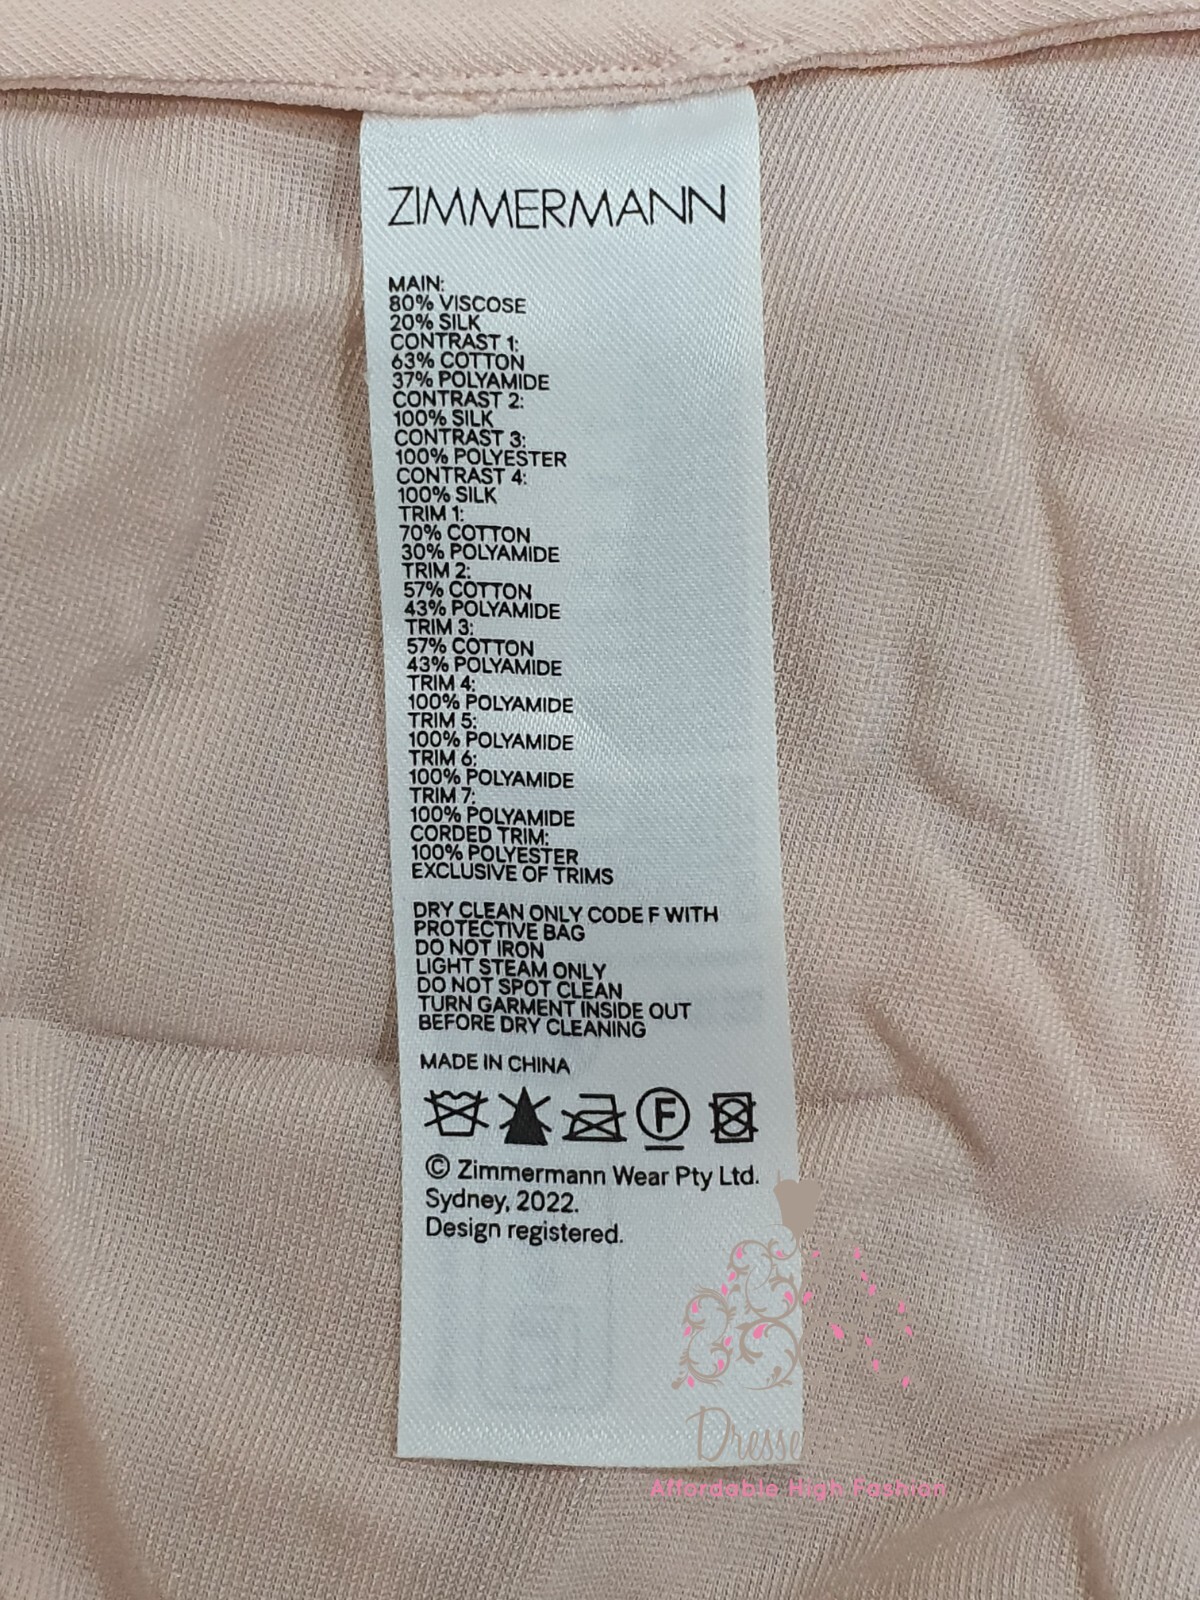 ZIMMERMANN
MAIN:
80% VISCOSE
20% SILK
CONTRAST 1:
63% COTTON
37% POLYAMIDE
CONTRAST 2:
100% SILK
CONTRAST 3:
100% POLYESTER
CONTRAST 4:
100% SILK
TRIM 1:
70% COTTON
30% POLYAMIDE
TRIM 2:
57% COTTON
43% POLYAMIDE
TRIM 3:
57% COTTON
43% POLYAMIDE
TRIM 4:
100% POLYAMIDE
TRIM 5:
100% POLYAMIDE
TRIM 6:
100% POLYAMIDE
TRIM 7:
100% POLYAMIDE
CORDED TRIM:
100% POLYESTER
EXCLUSIVE OF TRIMS
DRY CLEAN ONLY CODE F WITH
PROTECTIVE BAG
DO NOT IRON
LIGHT STEAM ONLY
DO NOT SPOT CLEAN
TURN GARMENT INSIDE OUT
BEFORE DRY CLEANING
MADE IN CHINA
F
© Zimmermann Wear Pty Ltd.
Sydney, 2022.
Design registered.
Affordable High Fashion